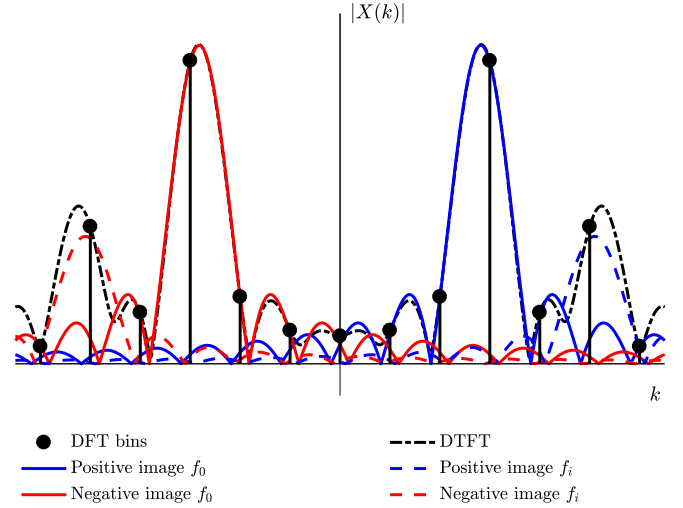 |X(k)|
k
DFT bins
DTFT
Positive image f₀
Positive image fᵢ
Negative image f₀
Negative image fᵢ